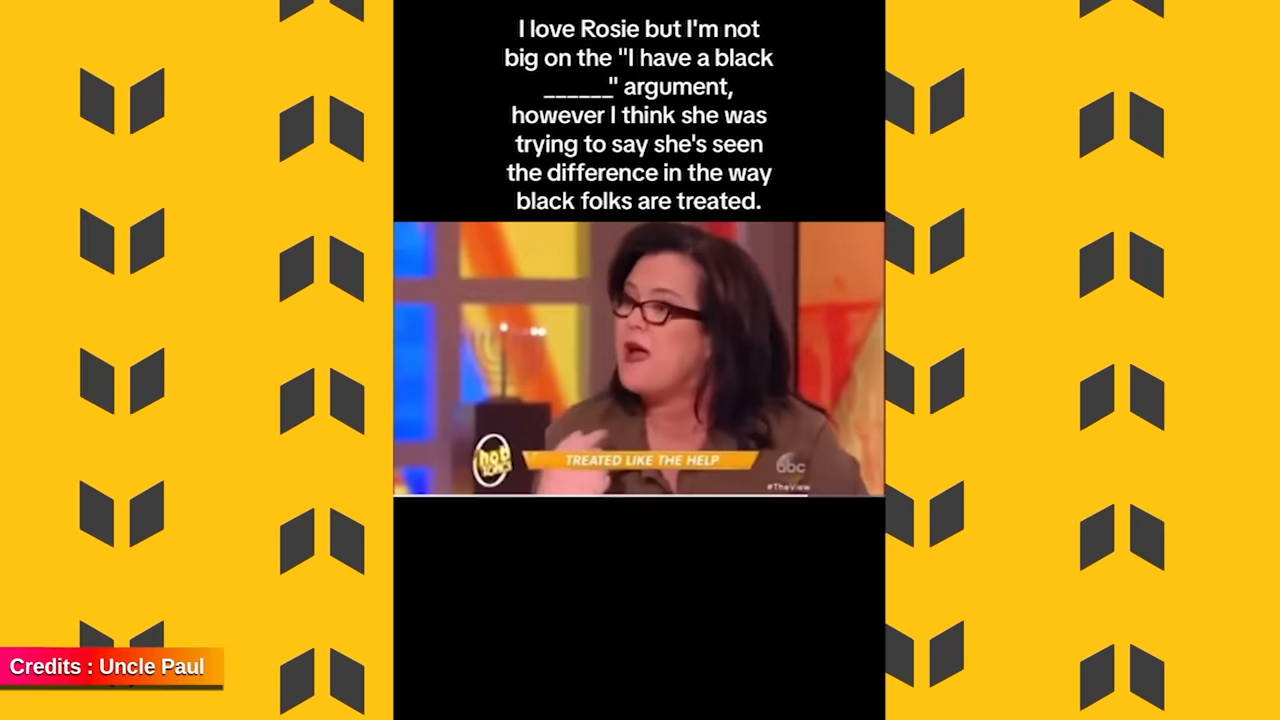 I love Rosie but I'm not
big on the "I have a black
______" argument,
however I think she was
trying to say she's seen
the difference in the way
black folks are treated.
hot
TOPICS
TREATED LIKE THE HELP
abc
#TheView
Credits : Uncle Paul